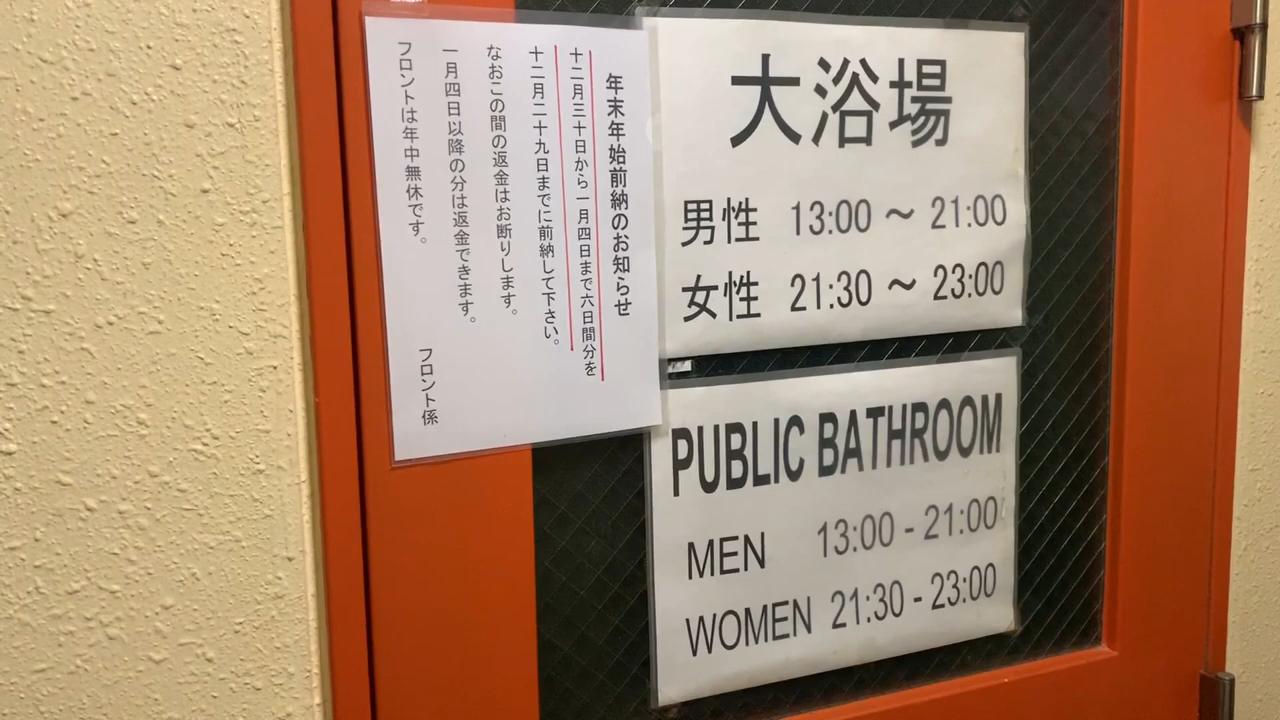 年末年始前納のお知らせ
十二月三十日から一月四日まで六日間分を
十二月二十九日までに前納して下さい。
なおこの間の返金はお断りします。
一月四日以降の分は返金できます。
フロントは年中無休です。
フロント係
大浴場
男性 13:00 ～ 21:00
女性 21:30 ～ 23:00
PUBLIC BATHROOM
MEN 13:00 - 21:00
WOMEN 21:30 - 23:00